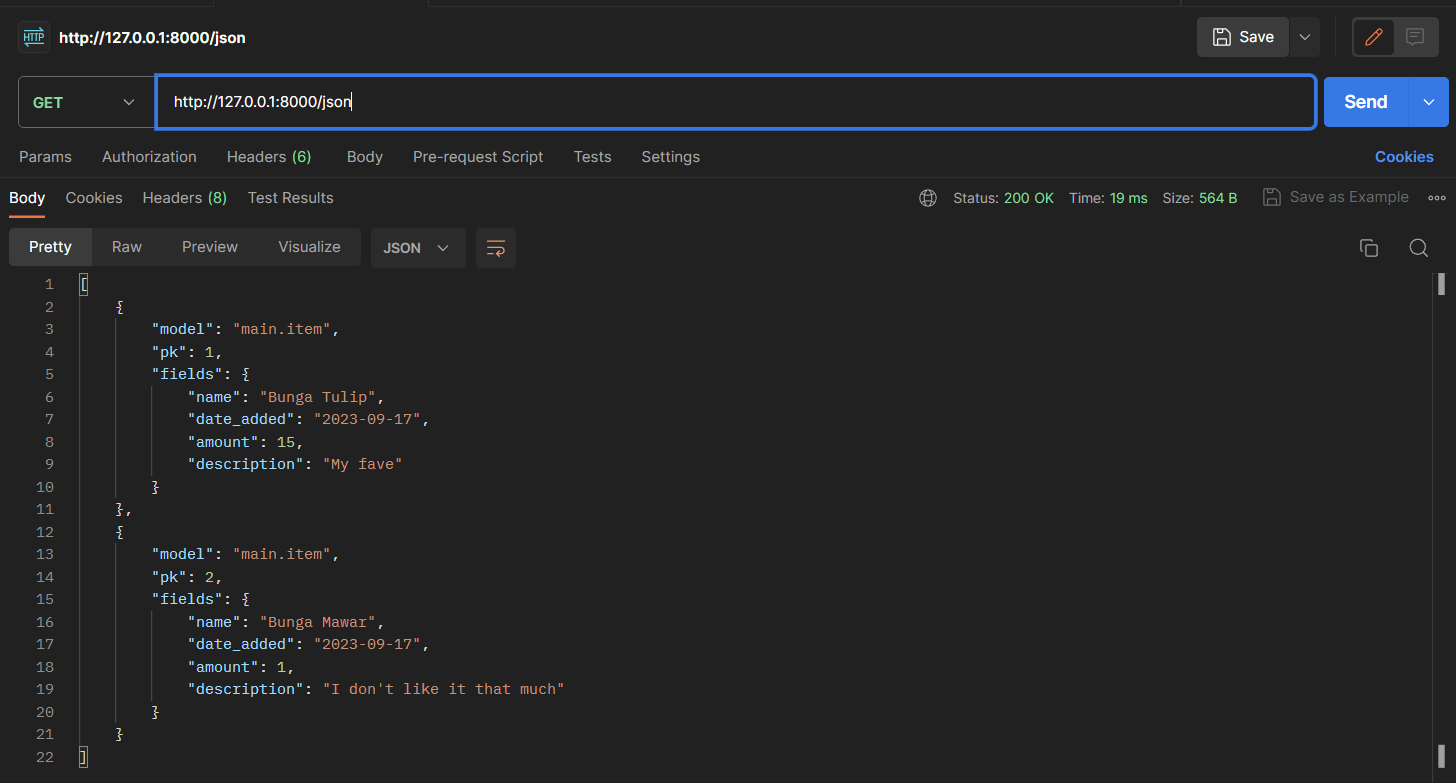 HTTP http://127.0.0.1:8000/json Save
GET http://127.0.0.1:8000/json Send
Params Authorization Headers (6) Body Pre-request Script Tests Settings Cookies
Body Cookies Headers (8) Test Results Status: 200 OK Time: 19 ms Size: 564 B Save as Example
Pretty Raw Preview Visualize JSON
1 [
2 {
3 "model": "main.item",
4 "pk": 1,
5 "fields": {
6 "name": "Bunga Tulip",
7 "date_added": "2023-09-17",
8 "amount": 15,
9 "description": "My fave"
10 }
11 },
12 {
13 "model": "main.item",
14 "pk": 2,
15 "fields": {
16 "name": "Bunga Mawar",
17 "date_added": "2023-09-17",
18 "amount": 1,
19 "description": "I don't like it that much"
20 }
21 }
22 ]